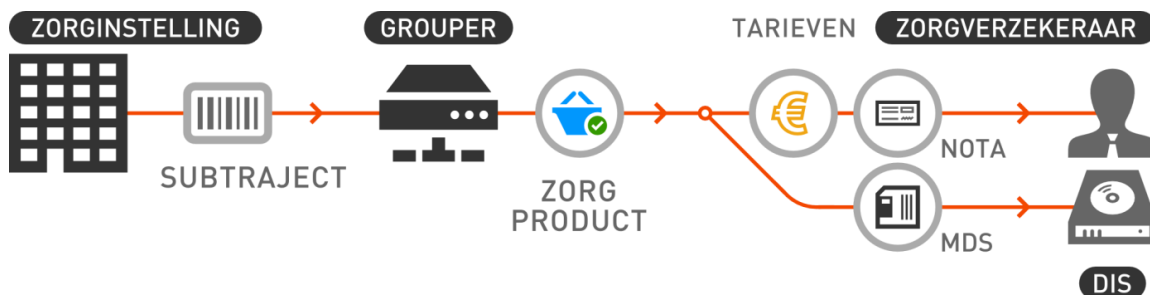 ZORGINSTELLING
GROUPER
TARIEVEN
ZORGVERZEKERAAR
SUBTRAJECT
ZORG
PRODUCT
NOTA
MDS
DIS